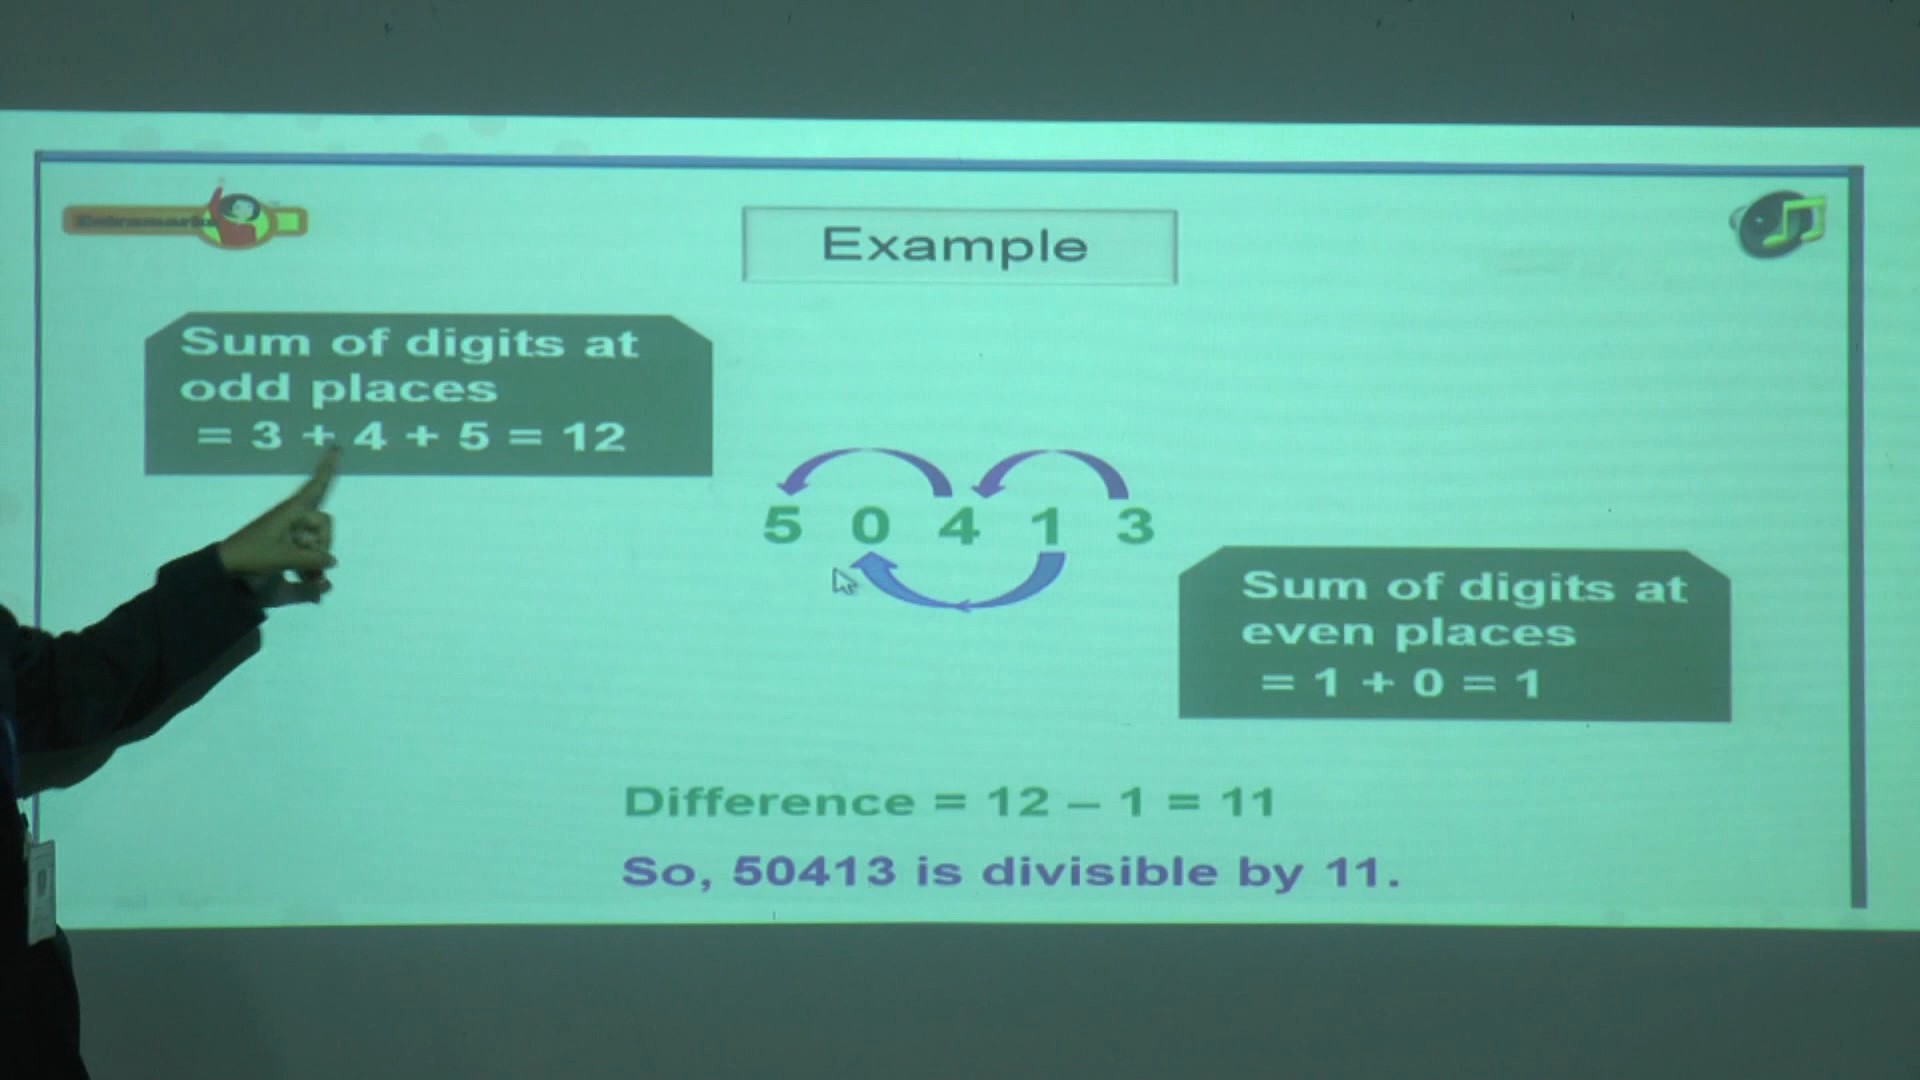 Example
Sum of digits at
odd places
= 3 + 4 + 5 = 12
5 0 4 1 3
Sum of digits at
even places
= 1 + 0 = 1
Difference = 12 – 1 = 11
So, 50413 is divisible by 11.